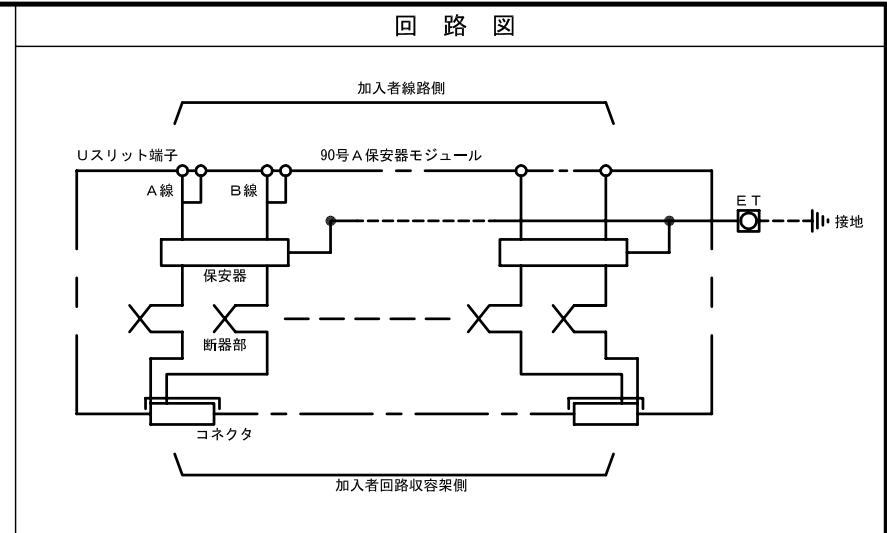 回路図
加入者線路側
Uスリット端子
90号A保安器モジュール
A線
B線
ET
接地
保安器
断器部
コネクタ
加入者回路収容架側